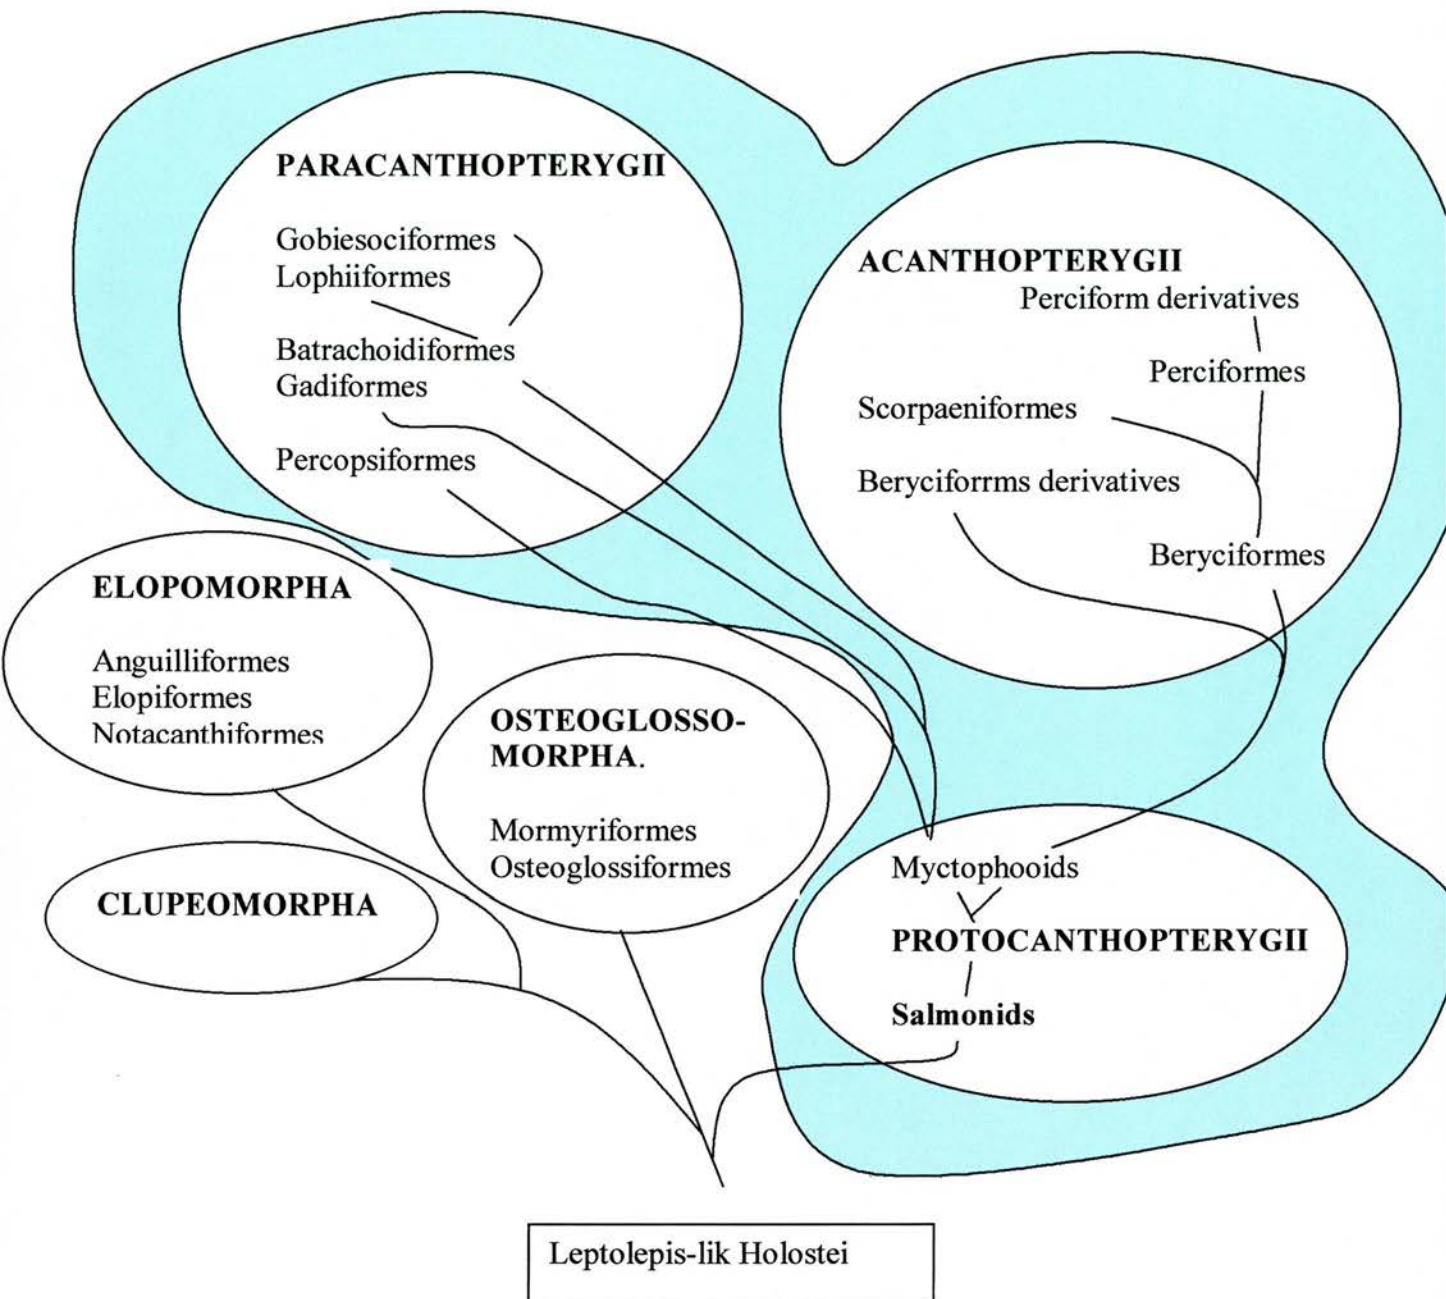 PARACANTHOPTERYGII
Gobiesociformes
Lophiiformes
Batrachoidiformes
Gadiformes
Percopsiformes
ACANTHOPTERYGII
Perciform derivatives
Perciformes
Scorpaeniformes
Beryciforrms derivatives
Beryciformes
ELOPOMORPHA
Anguilliformes
Elopiformes
Notacanthiformes
OSTEOGLOSSO-
MORPHA.
Mormyriformes
Osteoglossiformes
CLUPEOMORPHA
Myctophooids
PROTOCANTHOPTERYGII
Salmonids
Leptolepis-lik Holostei